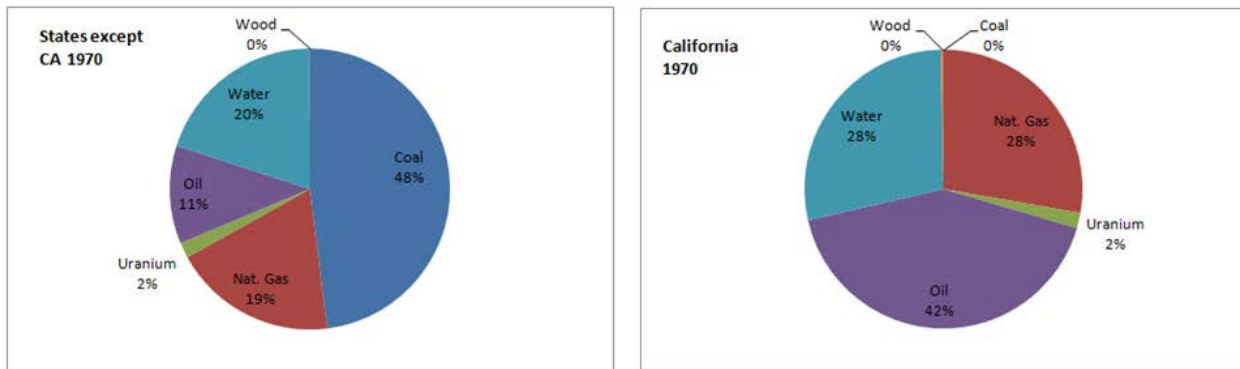 States except
CA 1970
Wood
0%
Water
20%
Coal
48%
Oil
11%
Uranium
2%
Nat. Gas
19%
California
1970
Wood
0%
Coal
0%
Water
28%
Nat. Gas
28%
Uranium
2%
Oil
42%